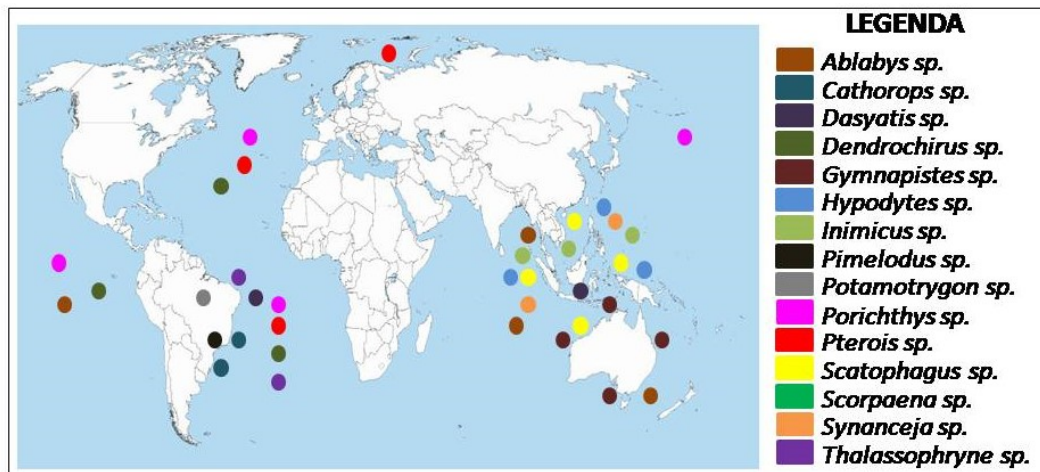 LEGENDA
Ablabys sp.
Cathorops sp.
Dasyatis sp.
Dendrochirus sp.
Gymnapistes sp.
Hypodytes sp.
Inimicus sp.
Pimelodus sp.
Potamotrygon sp.
Porichthys sp.
Pterois sp.
Scatophagus sp.
Scorpaena sp.
Synanceja sp.
Thalassophryne sp.